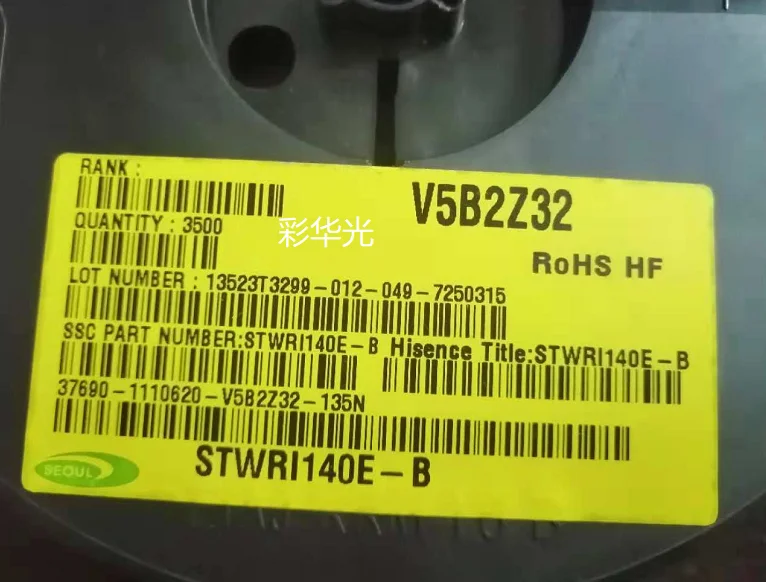 RANK :
V5B2Z32
QUANTITY : 3500
彩华光
RoHS HF
LOT NUMBER : 13523T3299-012-049-7250315
SSC PART NUMBER:STWRI140E-B Hisence Title:STWRI140E-B
37690-1110620-V5B2Z32-135N
STWRI140E-B
SEOUL